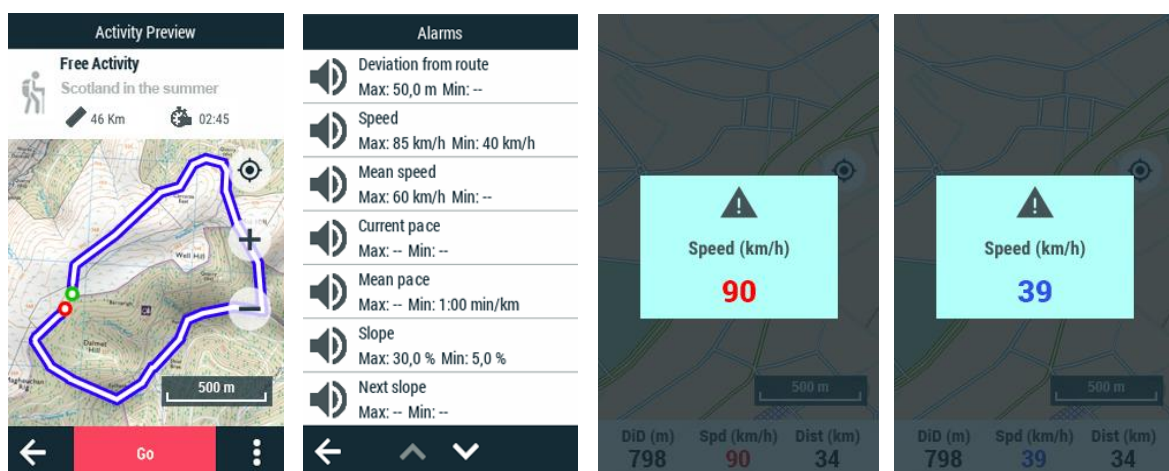 Activity Preview
Free Activity
Scotland in the summer
46 Km 02:45
Well Hill
Dalmet
Hill
500 m
Go
Alarms
Deviation from route
Max: 50,0 m Min: --
Speed
Max: 85 km/h Min: 40 km/h
Mean speed
Max: 60 km/h Min: --
Current pace
Max: -- Min: --
Mean pace
Max: -- Min: 1:00 min/km
Slope
Max: 30,0 % Min: 5,0 %
Next slope
Max: -- Min: --
Speed (km/h)
90
500 m
DiD (m) Spd (km/h) Dist (km)
798 90 34
Speed (km/h)
39
500 m
DiD (m) Spd (km/h) Dist (km)
798 39 34